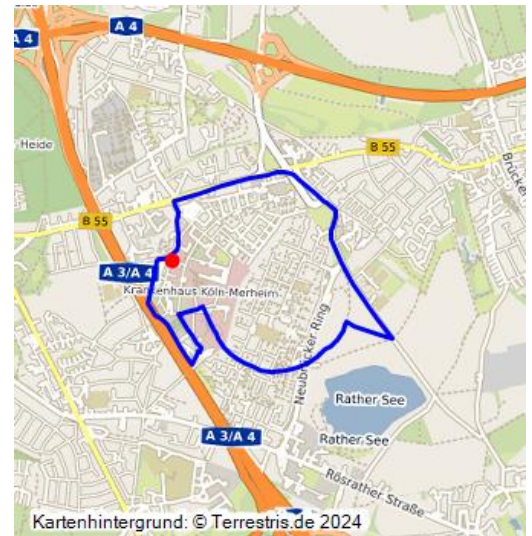 A 4
A 4
Heide
B 55
Brücker
B 55
A 3/A 4
Krankenhaus Köln-Merheim
Neubrücker Ring
Rather See
A 3/A 4
Rather See
Rösrather Straße
Kartenhintergrund: © Terrestris.de 2024